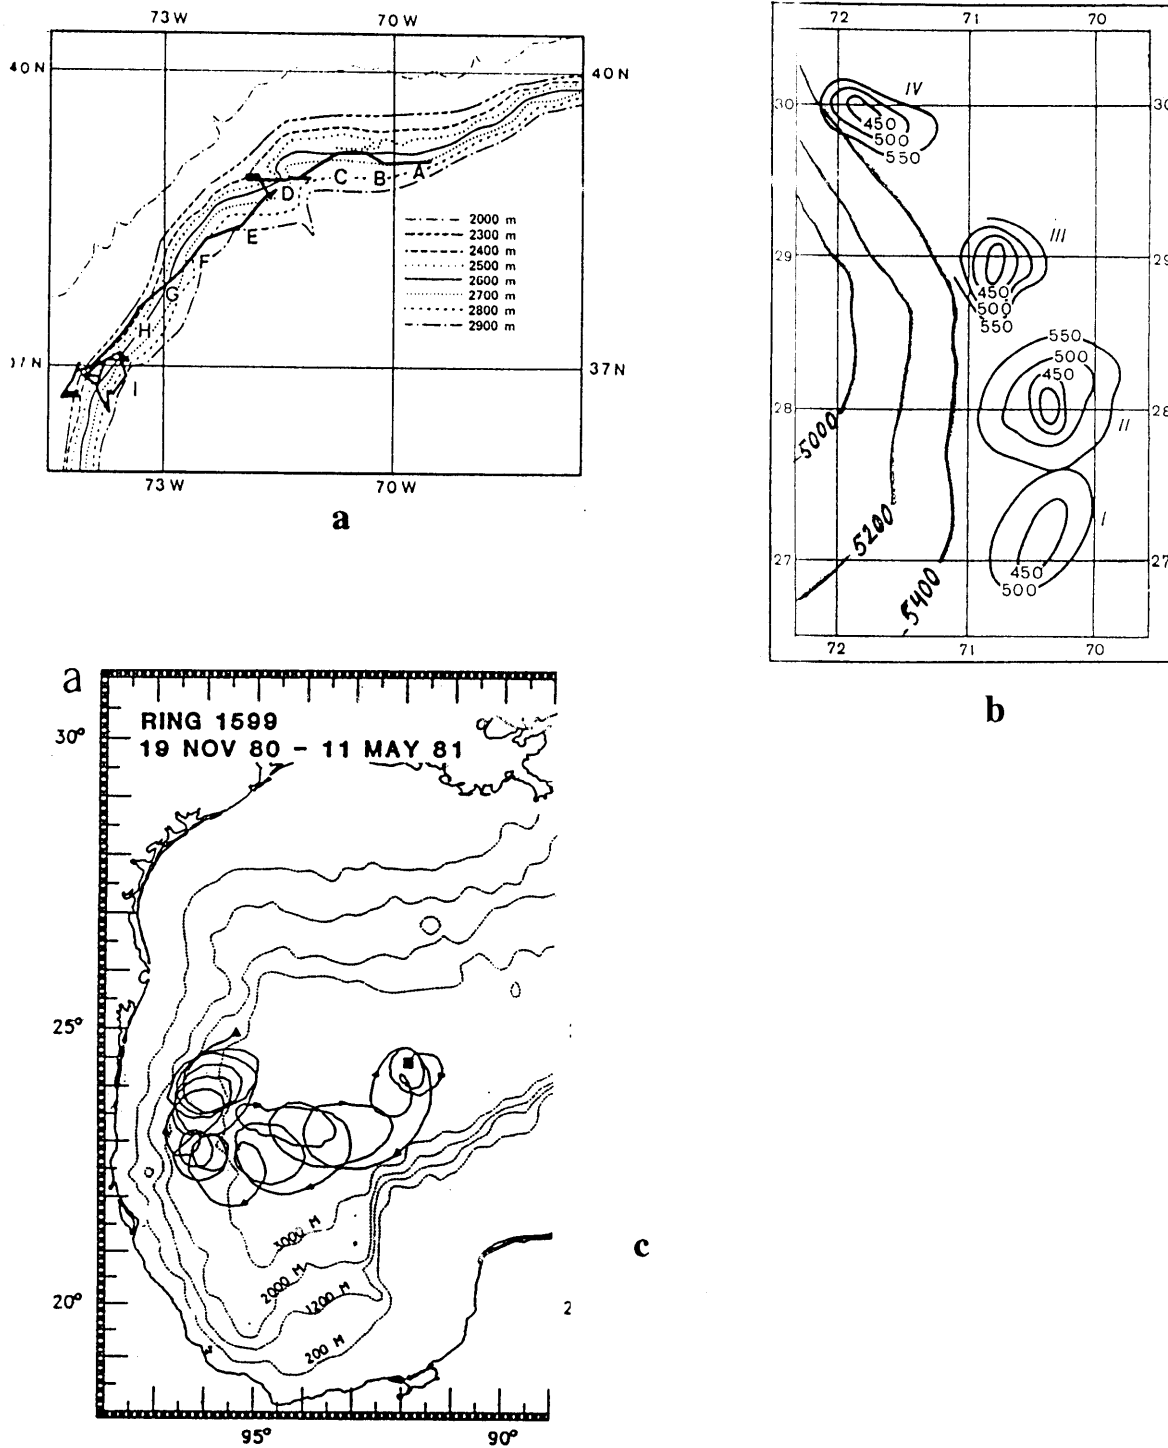 73 W 70 W
40 N 40 N
A
B
C
D
E
F
G
H
I
2000 m
2300 m
2400 m
2500 m
2600 m
2700 m
2800 m
2900 m
37 N
73 W 70 W
a
72 71 70
30 30
IV
450
500
550
III
29 29
450
500
550
550
500
450
28 28
II
-5000
I
5200
27 27
450
500
-5400
72 71 70
b
a
RING 1599
19 NOV 80 - 11 MAY 81
30°
25°
3000 M
2000 M
1200 M
200 M
20°
95° 90°
c